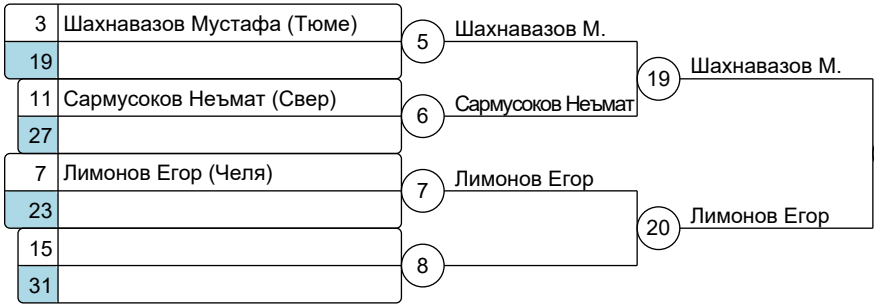 3 Шахнавазов Мустафа (Тюме)
19
5 Шахнавазов М.
11 Сармусоков Неъмат (Свер)
27
6 Сармусоков Неъмат
19 Шахнавазов М.
7 Лимонов Егор (Челя)
23
7 Лимонов Егор
15
31
8
20 Лимонов Егор